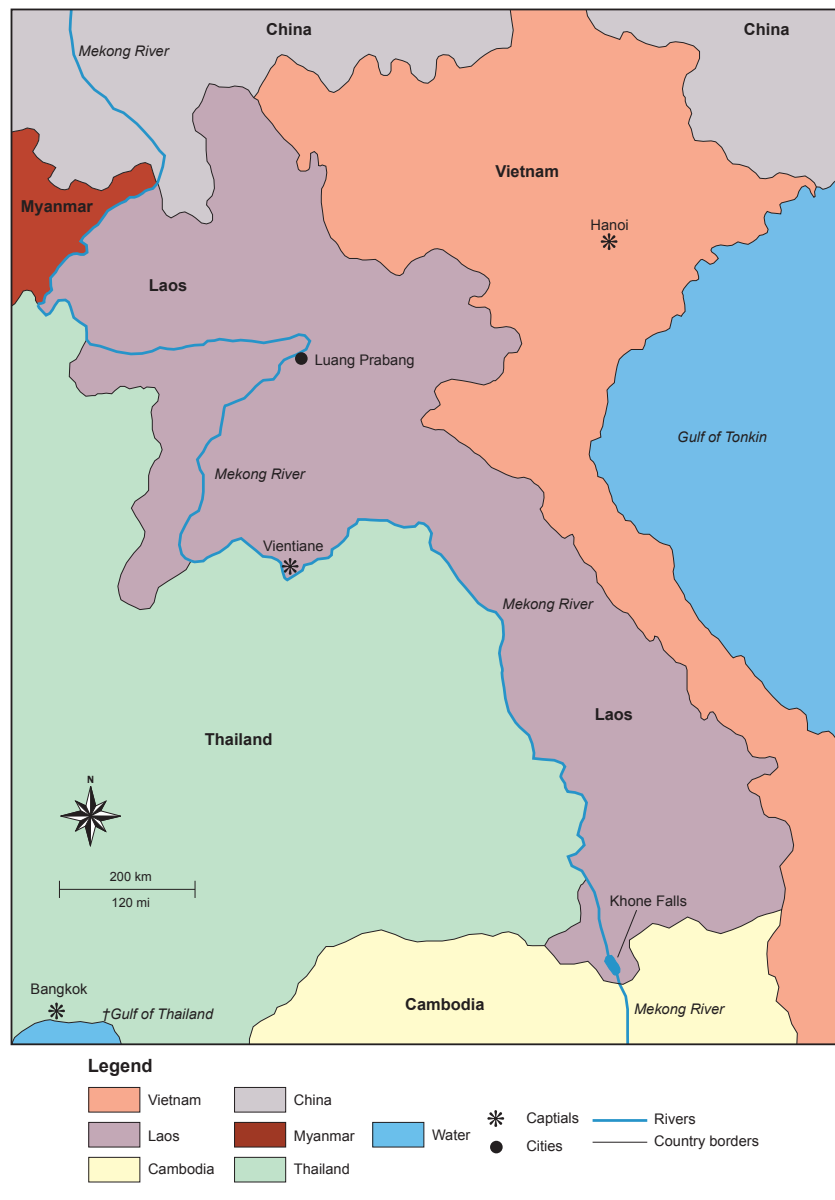 China
China
Mekong River
Vietnam
Myanmar
Hanoi
Laos
Luang Prabang
Gulf of Tonkin
Mekong River
Vientiane
Mekong River
Laos
Thailand
N
200 km
120 mi
Khone Falls
Bangkok
†Gulf of Thailand
Cambodia
Mekong River
Legend
Vietnam
China
Captials
Rivers
Laos
Myanmar
Water
Cities
Country borders
Cambodia
Thailand